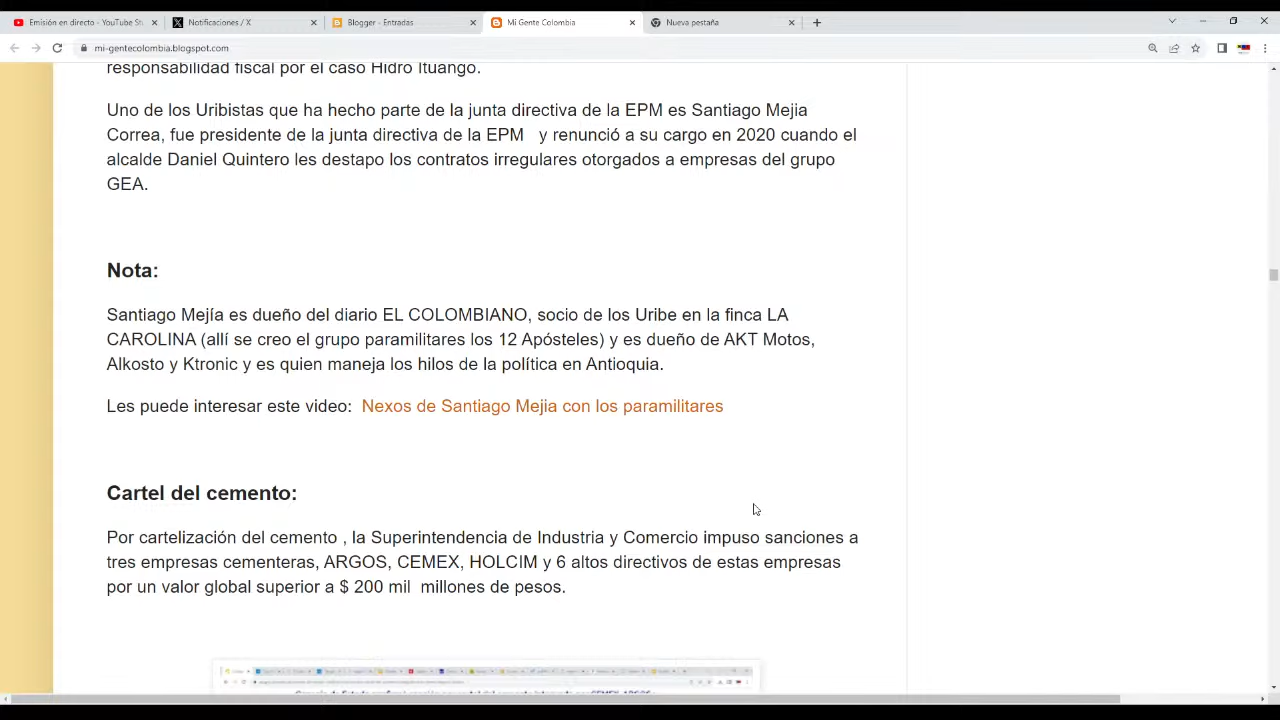 Emisión en directo - YouTube Stu
Notificaciones / X
Blogger - Entradas
Mi Gente Colombia
Nueva pestaña
mi-gentecolombia.blogspot.com
responsabilidad fiscal por el caso Hidro Ituango.
Uno de los Uribistas que ha hecho parte de la junta directiva de la EPM es Santiago Mejia
Correa, fue presidente de la junta directiva de la EPM y renunció a su cargo en 2020 cuando el
alcalde Daniel Quintero les destapo los contratos irregulares otorgados a empresas del grupo
GEA.
Nota:
Santiago Mejía es dueño del diario EL COLOMBIANO, socio de los Uribe en la finca LA
CAROLINA (allí se creo el grupo paramilitares los 12 Apósteles) y es dueño de AKT Motos,
Alkosto y Ktronic y es quien maneja los hilos de la política en Antioquia.
Les puede interesar este video: Nexos de Santiago Mejia con los paramilitares
Cartel del cemento:
Por cartelización del cemento , la Superintendencia de Industria y Comercio impuso sanciones a
tres empresas cementeras, ARGOS, CEMEX, HOLCIM y 6 altos directivos de estas empresas
por un valor global superior a $ 200 mil millones de pesos.